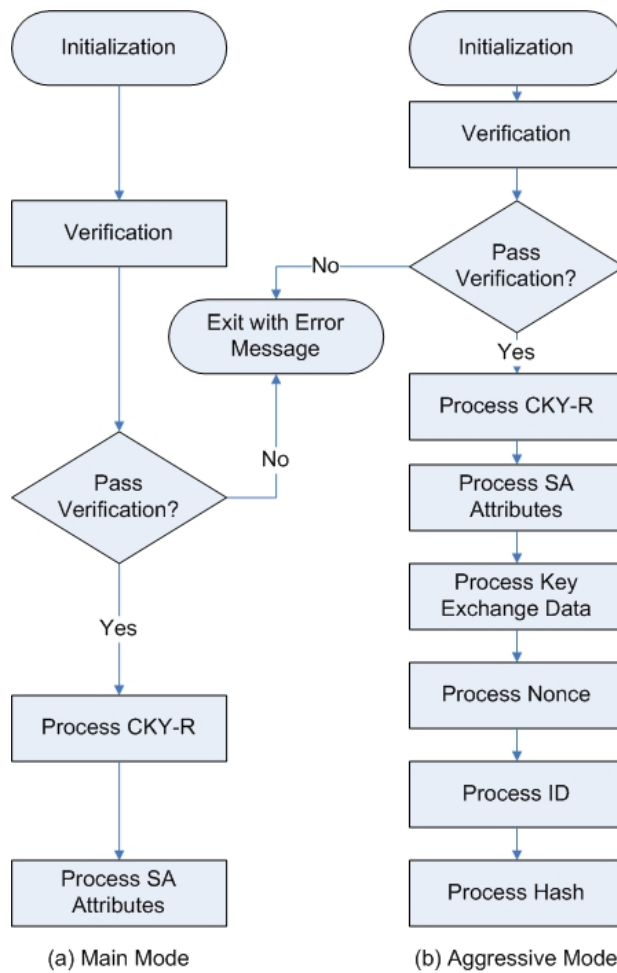 Initialization
Verification
Pass
Verification?
No
Exit with Error
Message
Yes
Process CKY-R
Process SA
Attributes
(a) Main Mode
Initialization
Verification
Pass
Verification?
No
Yes
Process CKY-R
Process SA
Attributes
Process Key
Exchange Data
Process Nonce
Process ID
Process Hash
(b) Aggressive Mode